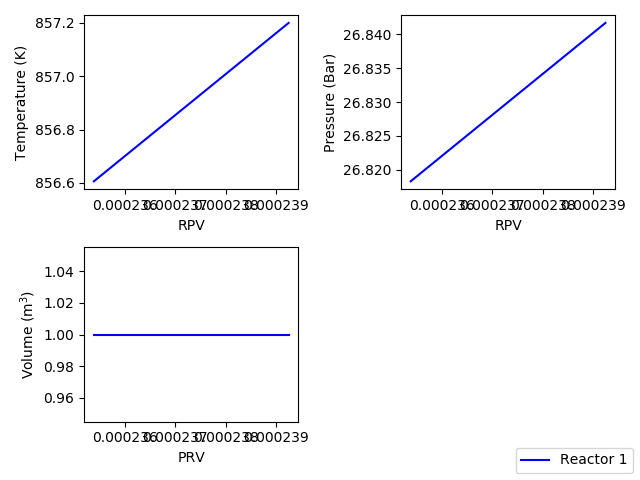 857.2
857.0
856.8
856.6
Temperature (K)
0.000236 0.000237 0.000238 0.000239
RPV
26.840
26.835
26.830
26.825
26.820
Pressure (Bar)
0.000236 0.000237 0.000238 0.000239
RPV
1.04
1.02
1.00
0.98
0.96
Volume (m³)
0.000236 0.000237 0.000238 0.000239
PRV
Reactor 1